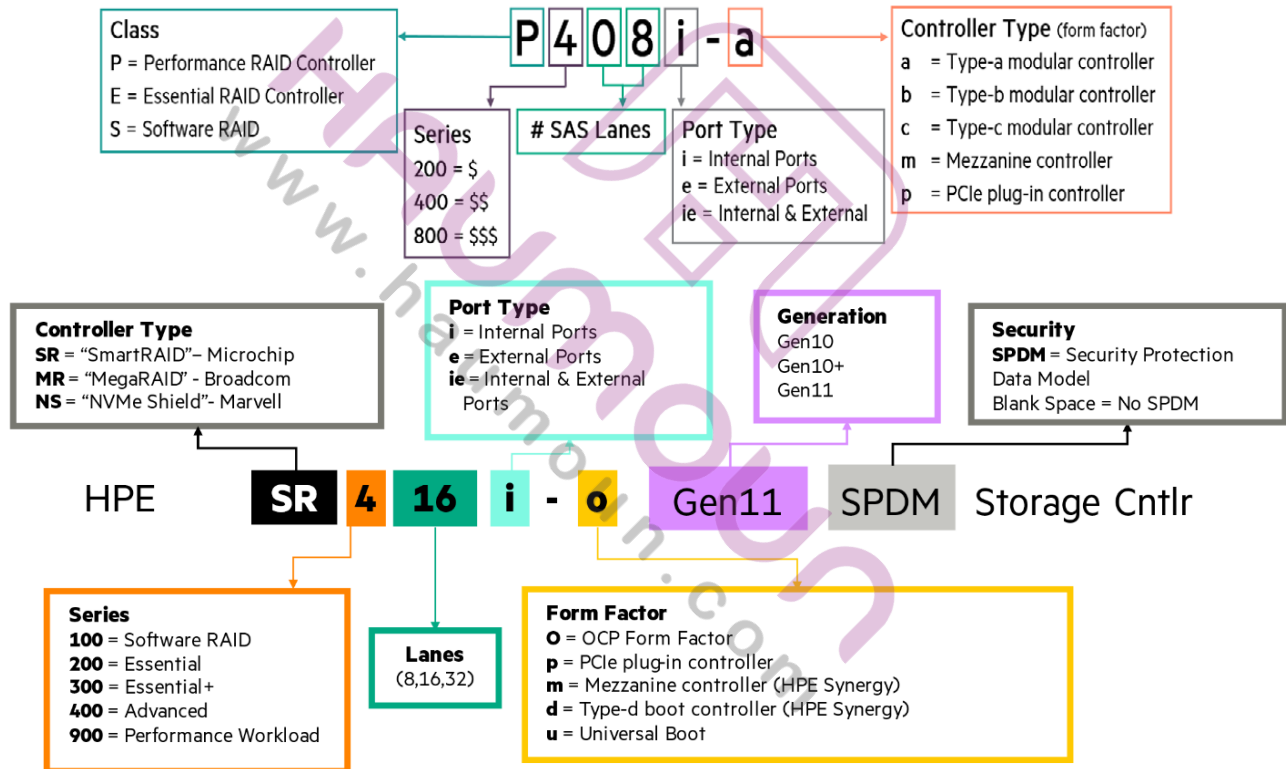 P408i-a
Class
P = Performance RAID Controller
E = Essential RAID Controller
S = Software RAID
Series
200 = $
400 = $$
800 = $$$
# SAS Lanes
Port Type
i = Internal Ports
e = External Ports
ie = Internal & External
Controller Type (form factor)
a = Type-a modular controller
b = Type-b modular controller
c = Type-c modular controller
m = Mezzanine controller
p = PCIe plug-in controller
Controller Type
SR = “SmartRAID”– Microchip
MR = “MegaRAID” - Broadcom
NS = “NVMe Shield”- Marvell
Port Type
i = Internal Ports
e = External Ports
ie = Internal & External
Ports
Generation
Gen10
Gen10+
Gen11
Security
SPDM = Security Protection
Data Model
Blank Space = No SPDM
HPE SR 4 16 i - o Gen11 SPDM Storage Cntlr
Series
100 = Software RAID
200 = Essential
300 = Essential+
400 = Advanced
900 = Performance Workload
Lanes
(8,16,32)
Form Factor
O = OCP Form Factor
p = PCIe plug-in controller
m = Mezzanine controller (HPE Synergy)
d = Type-d boot controller (HPE Synergy)
u = Universal Boot
HAUMOUN
www.haumoun.com